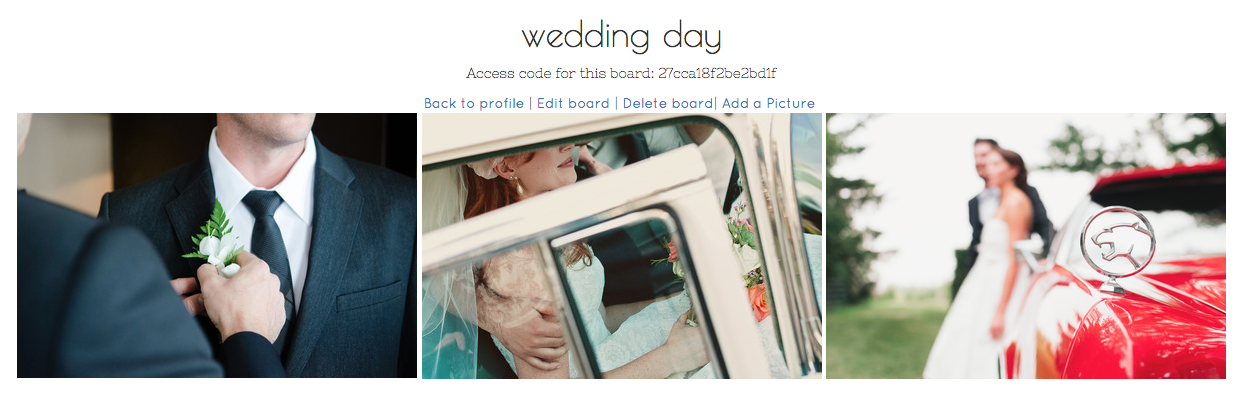 wedding day
Access code for this board: 27cca18f2be2bd1f
Back to profile | Edit board | Delete board| Add a Picture